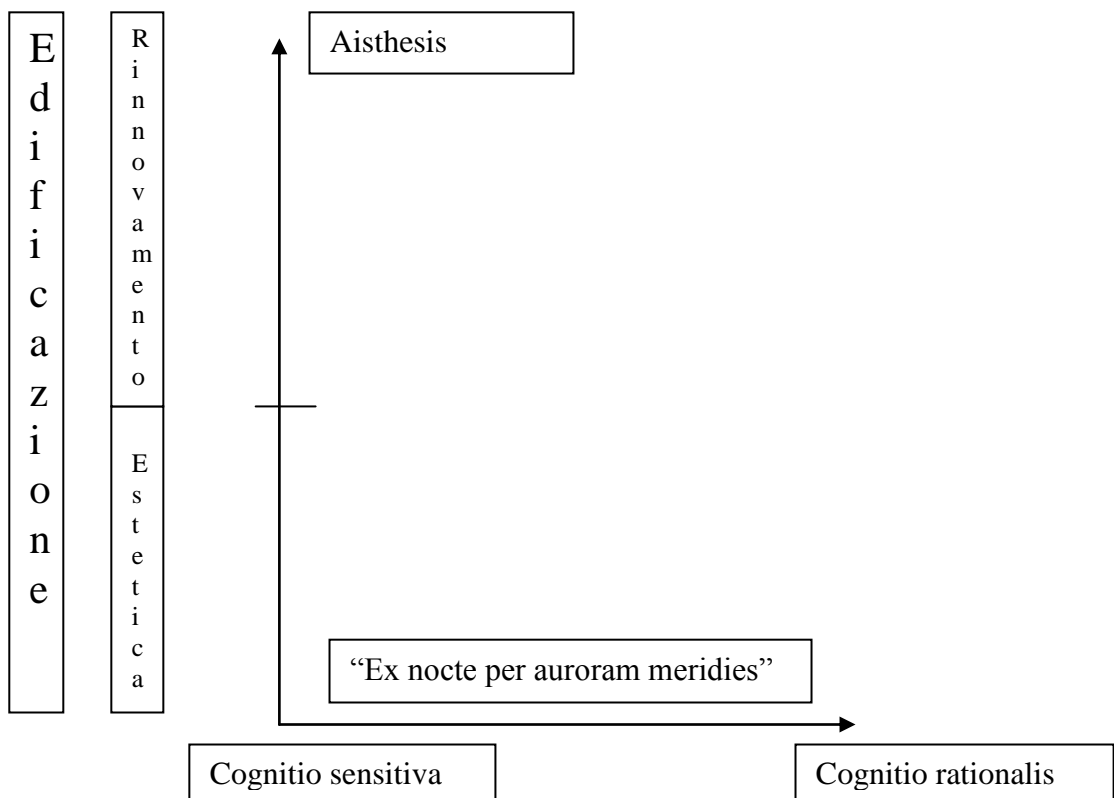 Edificazione
Rinnovamento
Estetica
Aisthesis
“Ex nocte per auroram meridies”
Cognitio sensitiva
Cognitio rationalis